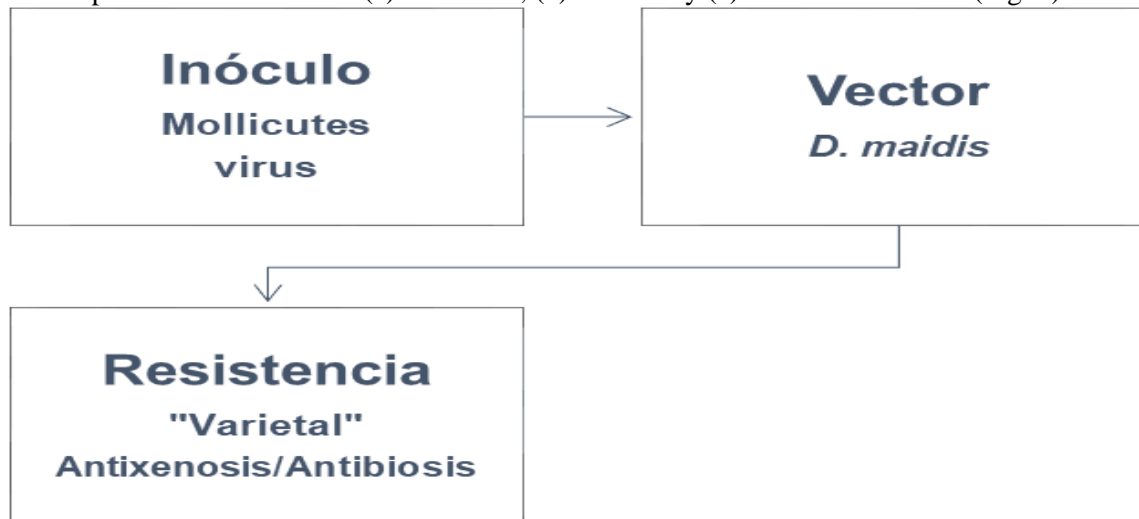 Inóculo
Mollicutes
virus
Vector
D. maidis
Resistencia
"Varietal"
Antixenosis/Antibiosis